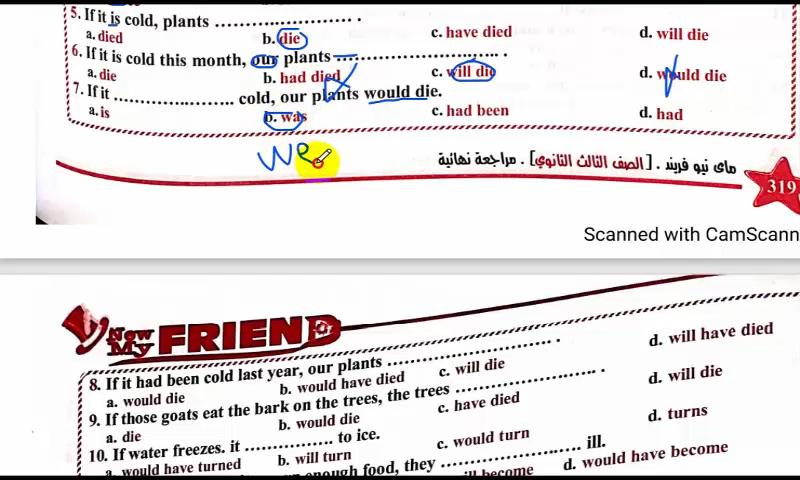 5. If it is cold, plants ........................... .
a. died b. die c. have died d. will die
6. If it is cold this month, our plants ...........................
a. die b. had died c. will die d. would die
7. If it ........................ cold, our plants would die.
a. is b. was c. had been d. had
we
ماى نيو فريند . [الصف الثالث الثانوي] . مراجعة نهائية
319
Scanned with CamScann
New My FRIEND
8. If it had been cold last year, our plants ........................... .
a. would die b. would have died c. will die d. will have died
9. If those goats eat the bark on the trees, the trees ........................... .
a. die b. would die c. have died d. will die
10. If water freezes. it ............... to ice.
a. would have turned b. will turn c. would turn d. turns
enough food, they ........................ ill.
become d. would have become